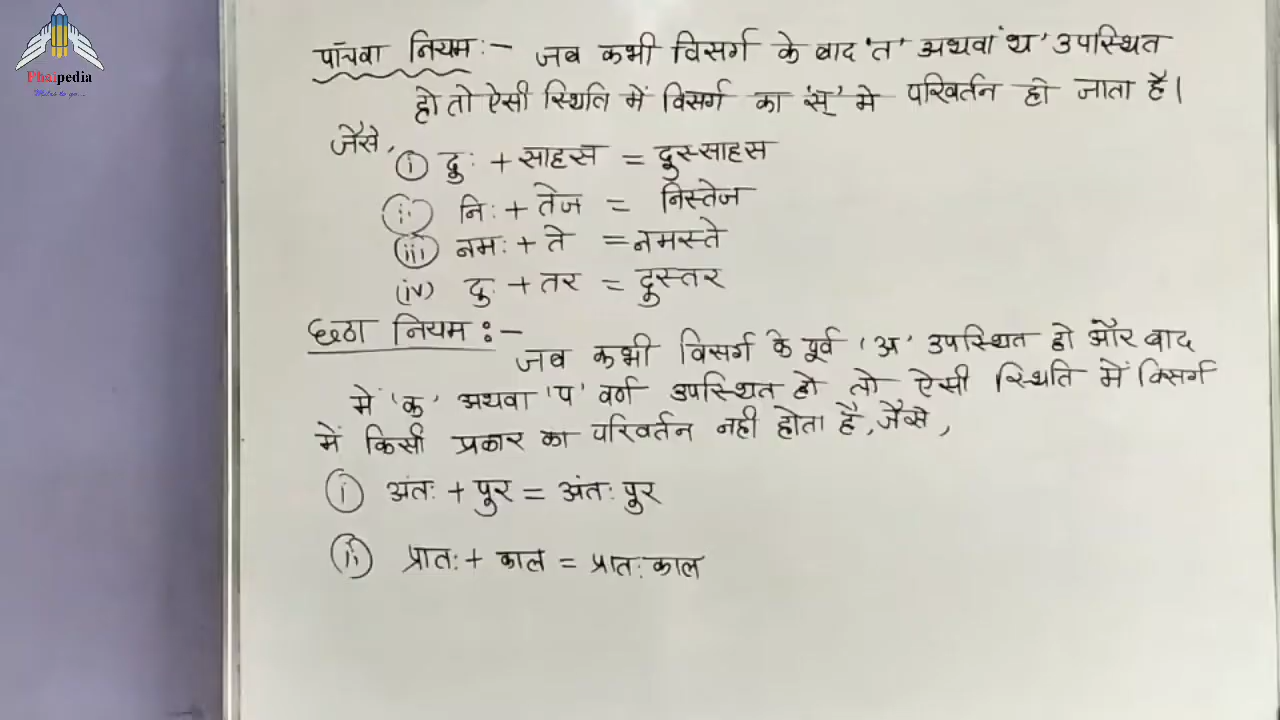 Phaipedia
पाँचवा नियम :- जब कभी विसर्ग के बाद 'त' अथवा 'थ' उपस्थित
हो तो ऐसी स्थिति में विसर्ग का 'स्' मे परिवर्तन हो जाता है।
जैसे,
(i) दुः + साहस = दुस्साहस
(ii) निः + तेज = निस्तेज
(iii) नमः + ते = नमस्ते
(iv) दुः + तर = दुस्तर
छठा नियम :-
जब कभी विसर्ग के पूर्व 'अ' उपस्थित हो और बाद
में 'क' अथवा 'प' वर्ण उपस्थित हो तो ऐसी स्थिति में विसर्ग
में किसी प्रकार का परिवर्तन नही होता है, जैसे,
(i) अंतः + पुर = अंतः पुर
(ii) प्रातः + काल = प्रातः काल